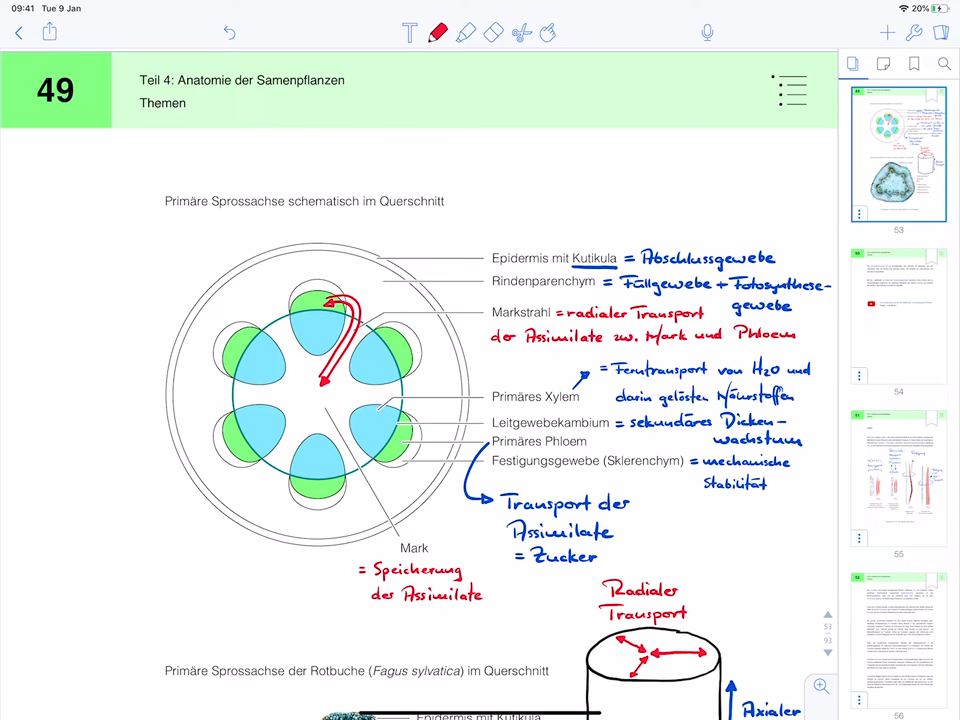 09:41 Tue 9 Jan
20%
T
49
Teil 4: Anatomie der Samenpflanzen
Themen
Primäre Sprossachse schematisch im Querschnitt
Epidermis mit Kutikula = Abschlussgewebe
Rindenparenchym = Füllgewebe + Fotosynthese-
gewebe
Markstrahl = radialer Transport
der Assimilate zw. Mark und Phloem
= Ferntransport von H2O und
darin gelösten Nährstoffen
Primäres Xylem
Leitgewebekambium = sekundäres Dicken-
wachstum
Primäres Phloem
Festigungsgewebe (Sklerenchym) = mechanische
Stabilität
Transport der
Assimilate
= Zucker
Mark
= Speicherung
der Assimilate
Radialer
Transport
Primäre Sprossachse der Rotbuche (Fagus sylvatica) im Querschnitt
Axialer
Epidermis mit Kutikula
53
93
53
54
55
56